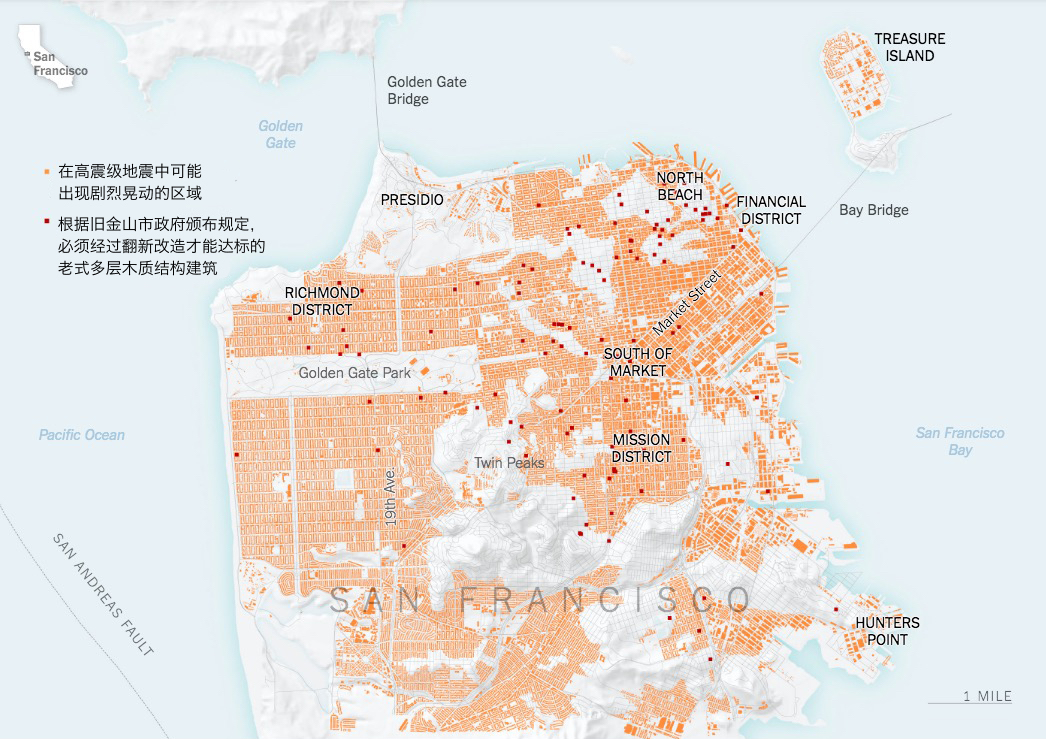 San
Francisco
Golden Gate
Bridge
TREASURE
ISLAND
Golden
Gate
在高震级地震中可能
出现剧烈晃动的区域
根据旧金山市政府颁布规定，
必须经过翻新改造才能达标的
老式多层木质结构建筑
PRESIDIO
NORTH
BEACH
FINANCIAL
DISTRICT
Bay Bridge
RICHMOND
DISTRICT
Market Street
SOUTH OF
MARKET
Golden Gate Park
Pacific Ocean
San Francisco
Bay
MISSION
DISTRICT
Twin Peaks
19th Ave.
SAN ANDREAS FAULT
SAN FRANCISCO
HUNTERS
POINT
1 MILE